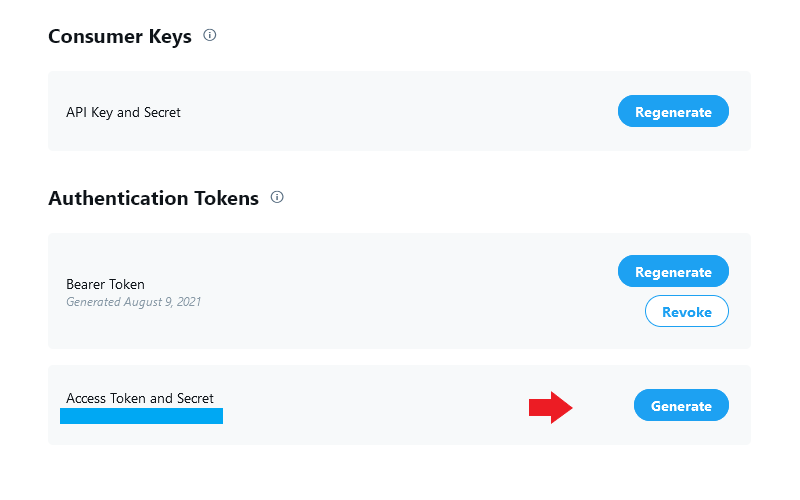 Consumer Keys
API Key and Secret
Regenerate
Authentication Tokens
Bearer Token
Generated August 9, 2021
Regenerate
Revoke
Access Token and Secret
Generate